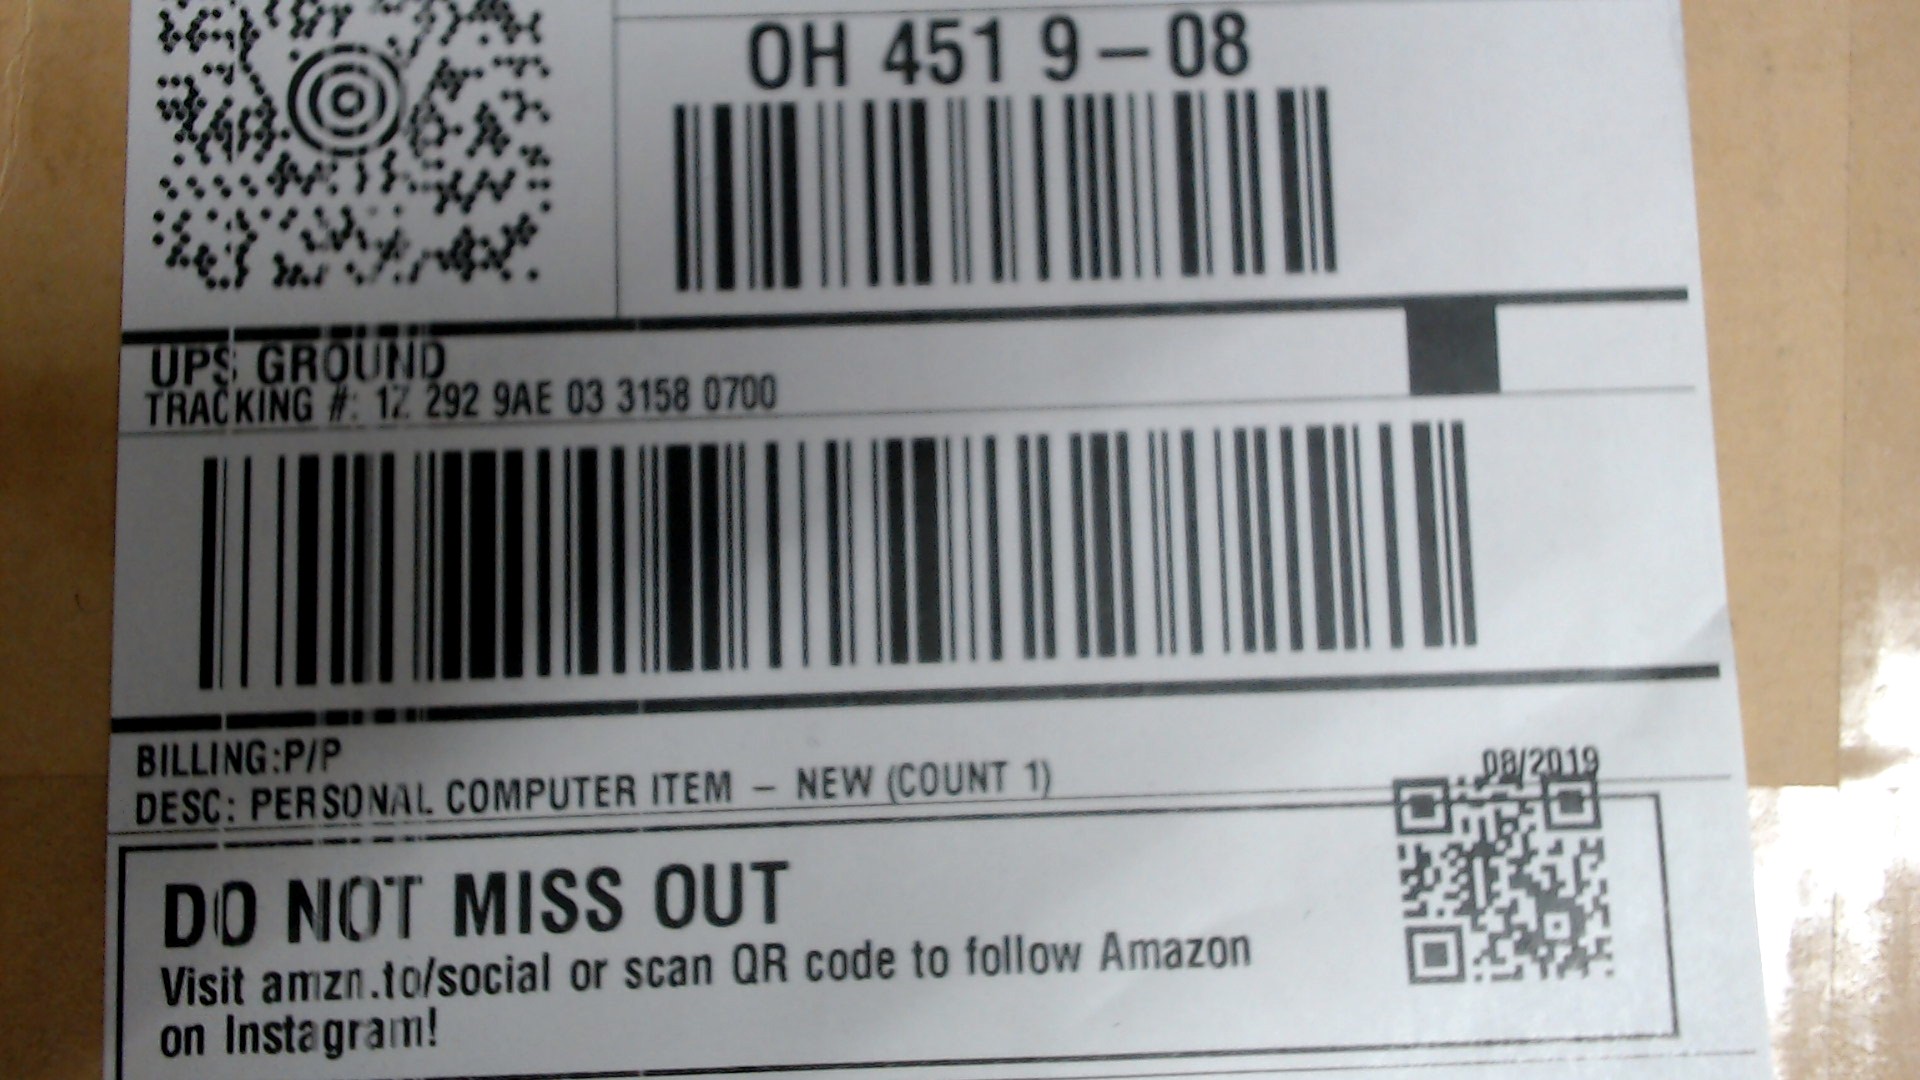 OH 451 9-08
UPS GROUND
TRACKING #: 1Z 292 9AE 03 3158 0700
BILLING:P/P
DESC: PERSONAL COMPUTER ITEM - NEW (COUNT 1)
08/2019
DO NOT MISS OUT
Visit amzn.to/social or scan QR code to follow Amazon
on Instagram!